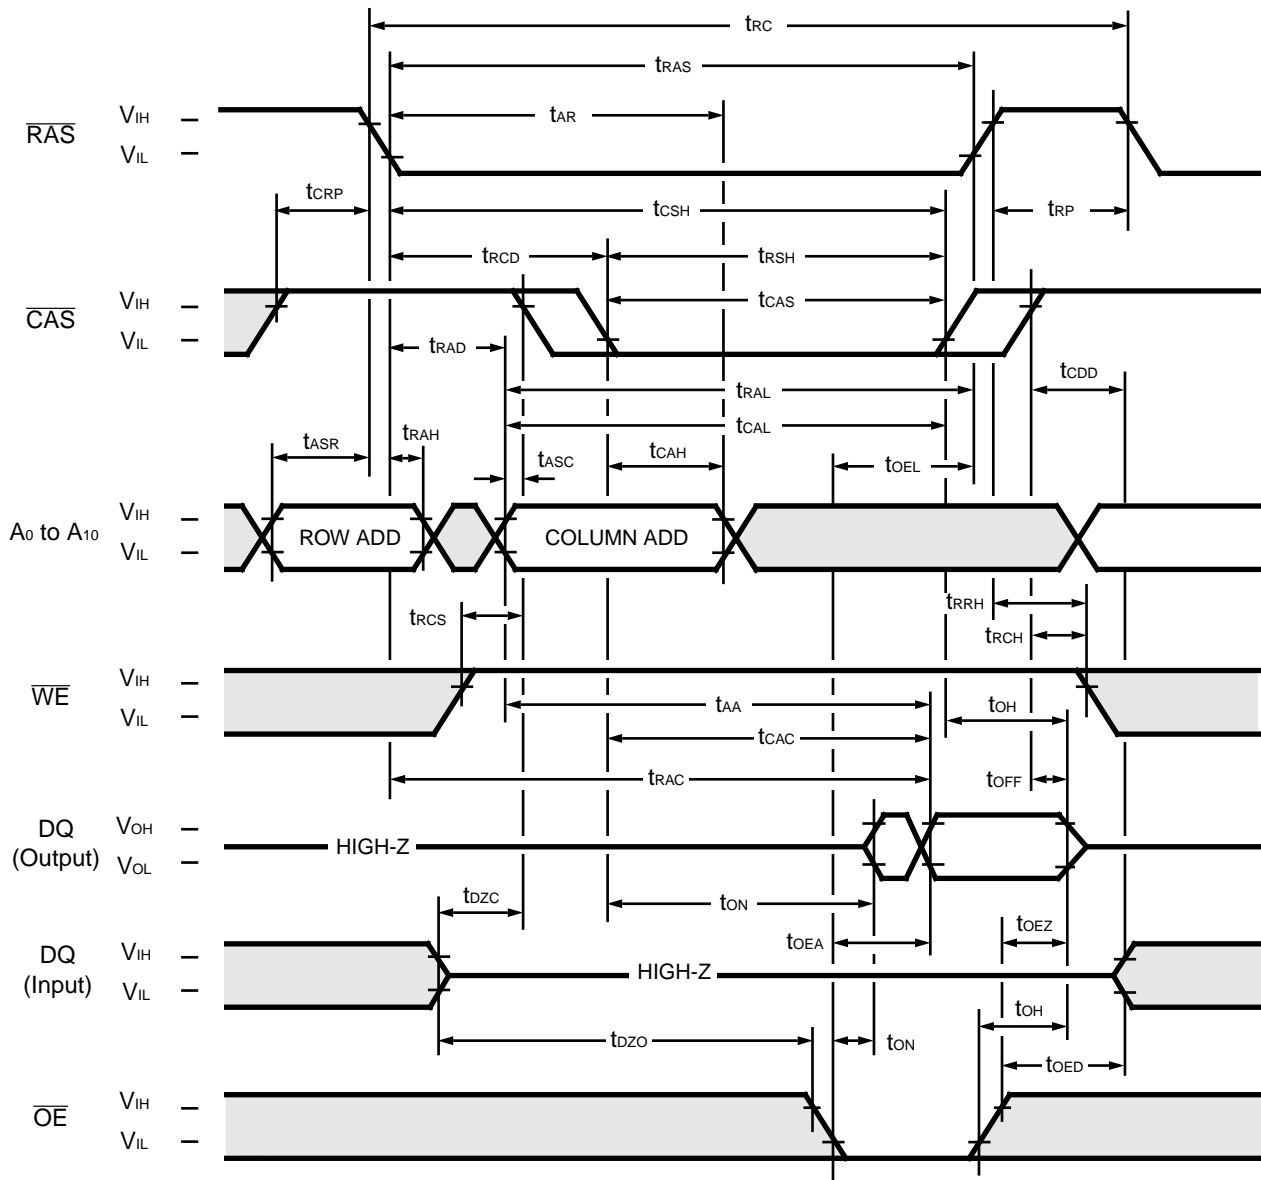 tRC
tRAS
tAR
RAS
VIH
VIL
tCRP
tCSH
tRP
tRCD
tRSH
CAS
VIH
VIL
tCAS
tRAD
tCDD
tRAL
tCAL
tASR
tRAH
tASC
tCAH
tOEL
A0 to A10
VIH
VIL
ROW ADD
COLUMN ADD
tRCS
tRRH
tRCH
WE
VIH
VIL
tAA
tOH
tCAC
tRAC
tOFF
DQ
(Output)
VOH
VOL
HIGH-Z
tDZC
tON
tOEA
tOEZ
DQ
(Input)
VIH
VIL
HIGH-Z
tOH
tDZO
tON
tOED
OE
VIH
VIL